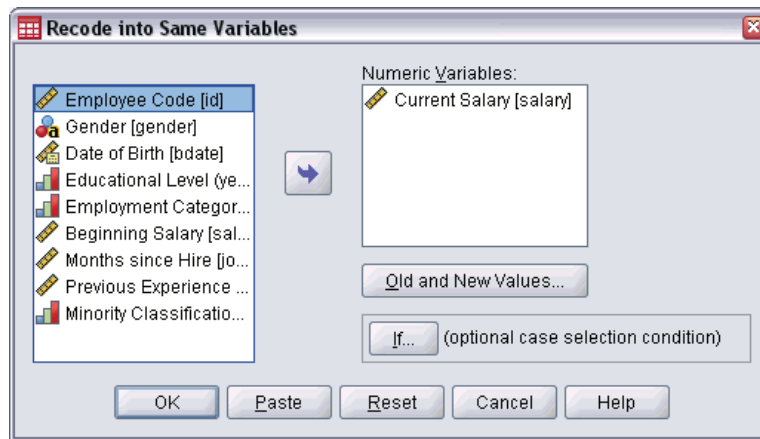 Recode into Same Variables
Employee Code [id]
Gender [gender]
Date of Birth [bdate]
Educational Level (ye...
Employment Categor...
Beginning Salary [sal...
Months since Hire [jo...
Previous Experience ...
Minority Classificatio...
Numeric Variables:
Current Salary [salary]
Old and New Values...
If... (optional case selection condition)
OK Paste Reset Cancel Help